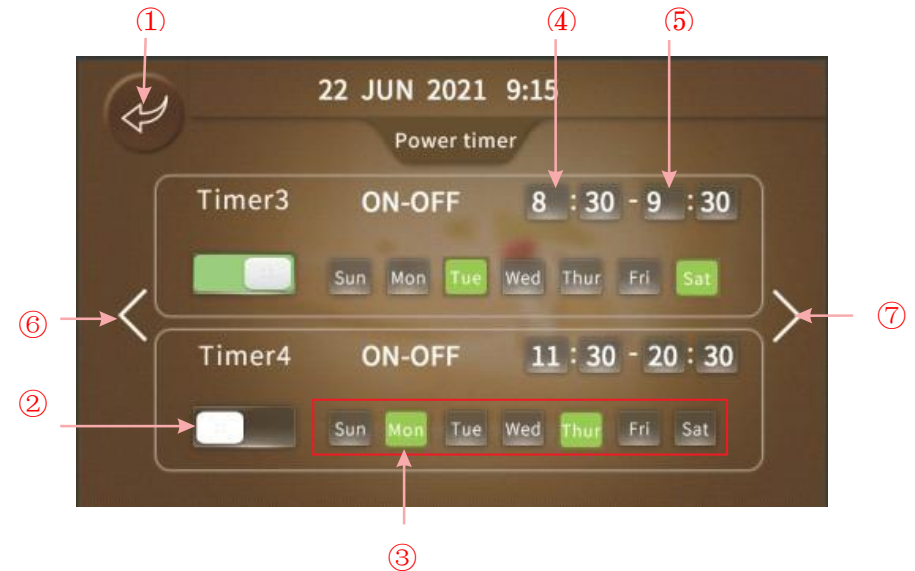 ① ④ ⑤
22 JUN 2021 9:15
Power timer
Timer3 ON-OFF 8 : 30 - 9 : 30
Sun Mon Tue Wed Thur Fri Sat
⑥ ⑦
Timer4 ON-OFF 11 : 30 - 20 : 30
②
Sun Mon Tue Wed Thur Fri Sat
③